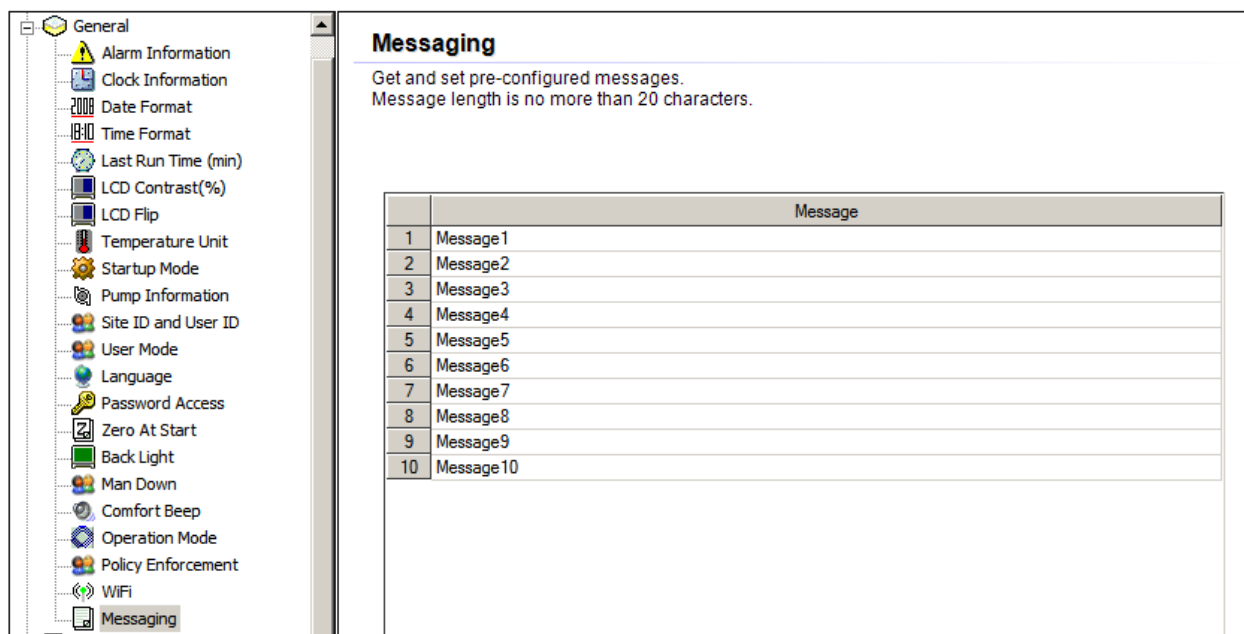 General
Alarm Information
Clock Information
Date Format
Time Format
Last Run Time (min)
LCD Contrast(%)
LCD Flip
Temperature Unit
Startup Mode
Pump Information
Site ID and User ID
User Mode
Language
Password Access
Zero At Start
Back Light
Man Down
Comfort Beep
Operation Mode
Policy Enforcement
WiFi
Messaging
Messaging
Get and set pre-configured messages.
Message length is no more than 20 characters.
Message
1 Message1
2 Message2
3 Message3
4 Message4
5 Message5
6 Message6
7 Message7
8 Message8
9 Message9
10 Message10